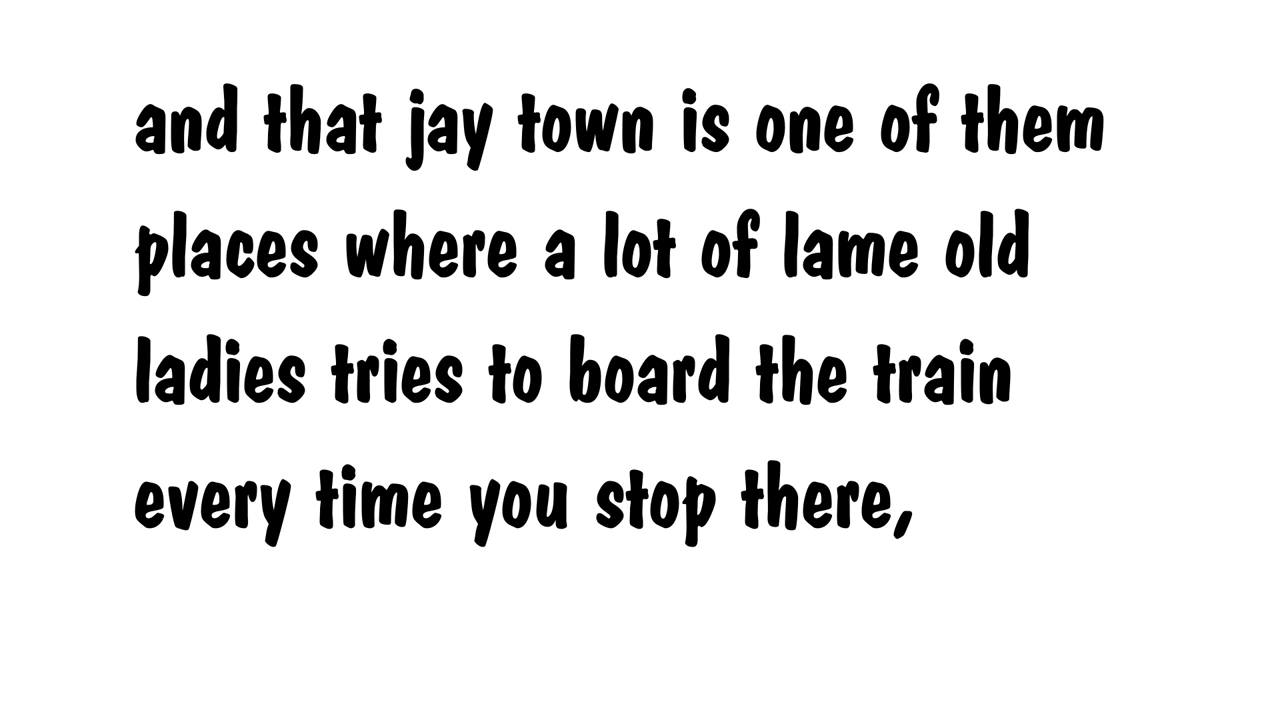 and that jay town is one of them
places where a lot of lame old
ladies tries to board the train
every time you stop there,